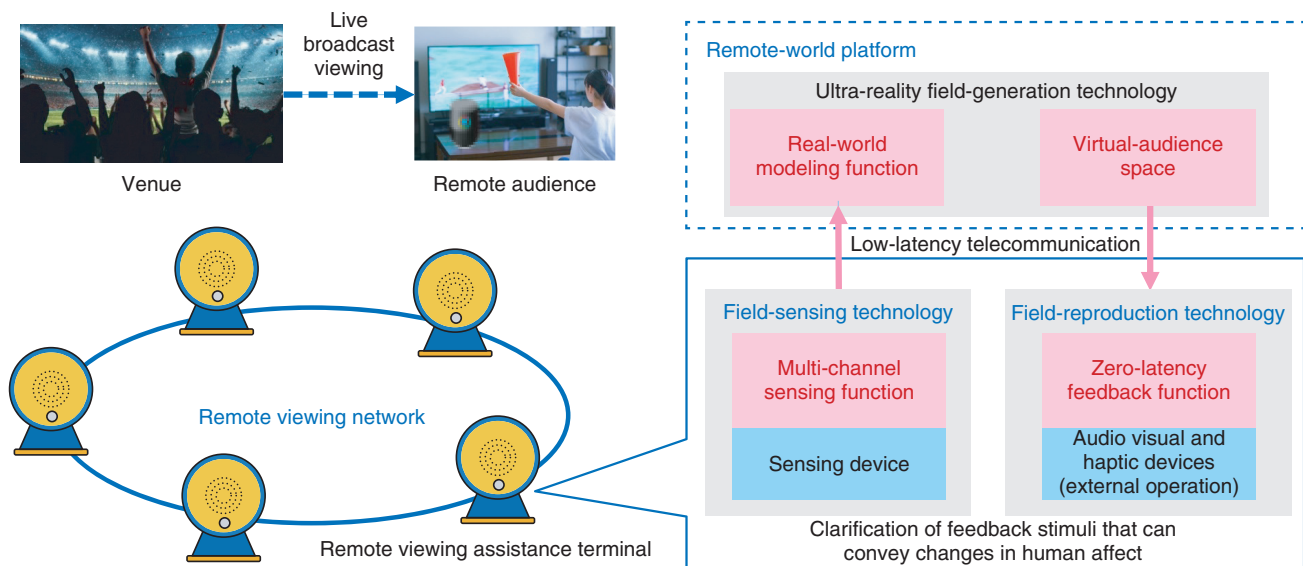 Live
broadcast
viewing
Venue
Remote audience
Remote viewing network
Remote viewing assistance terminal
Remote-world platform
Ultra-reality field-generation technology
Real-world
modeling function
Virtual-audience
space
Low-latency telecommunication
Field-sensing technology
Multi-channel
sensing function
Sensing device
Field-reproduction technology
Zero-latency
feedback function
Audio visual and
haptic devices
(external operation)
Clarification of feedback stimuli that can
convey changes in human affect